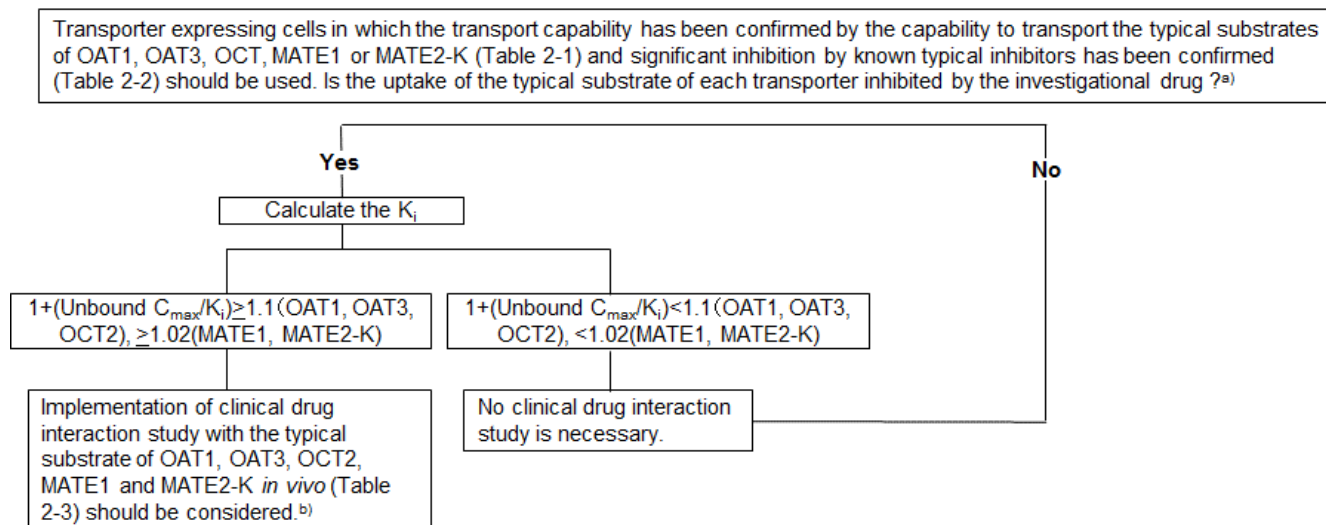 Transporter expressing cells in which the transport capability has been confirmed by the capability to transport the typical substrates
of OAT1, OAT3, OCT, MATE1 or MATE2-K (Table 2-1) and significant inhibition by known typical inhibitors has been confirmed
(Table 2-2) should be used. Is the uptake of the typical substrate of each transporter inhibited by the investigational drug ?a)
Yes
No
Calculate the Ki
1+(Unbound Cmax/Ki)≥1.1(OAT1, OAT3,
OCT2), ≥1.02(MATE1, MATE2-K)
1+(Unbound Cmax/Ki)<1.1(OAT1, OAT3,
OCT2), <1.02(MATE1, MATE2-K)
Implementation of clinical drug
interaction study with the typical
substrate of OAT1, OAT3, OCT2,
MATE1 and MATE2-K in vivo (Table
2-3) should be considered.b)
No clinical drug interaction
study is necessary.